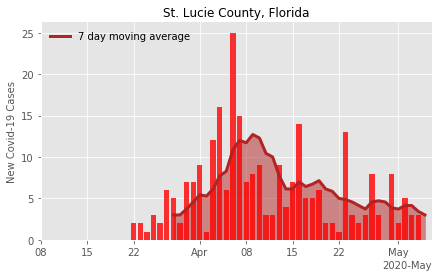 St. Lucie County, Florida
7 day moving average
New Covid-19 Cases
25
20
15
10
5
0
08 15 22 Apr 08 15 22 May
2020-May